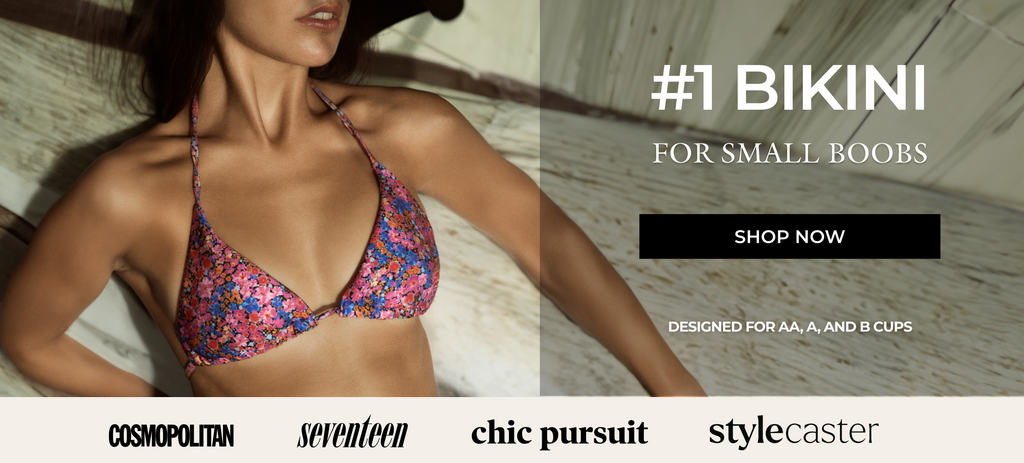 #1 BIKINI
FOR SMALL BOOBS
SHOP NOW
DESIGNED FOR AA, A, AND B CUPS
COSMOPOLITAN seventeen chic pursuit stylecaster